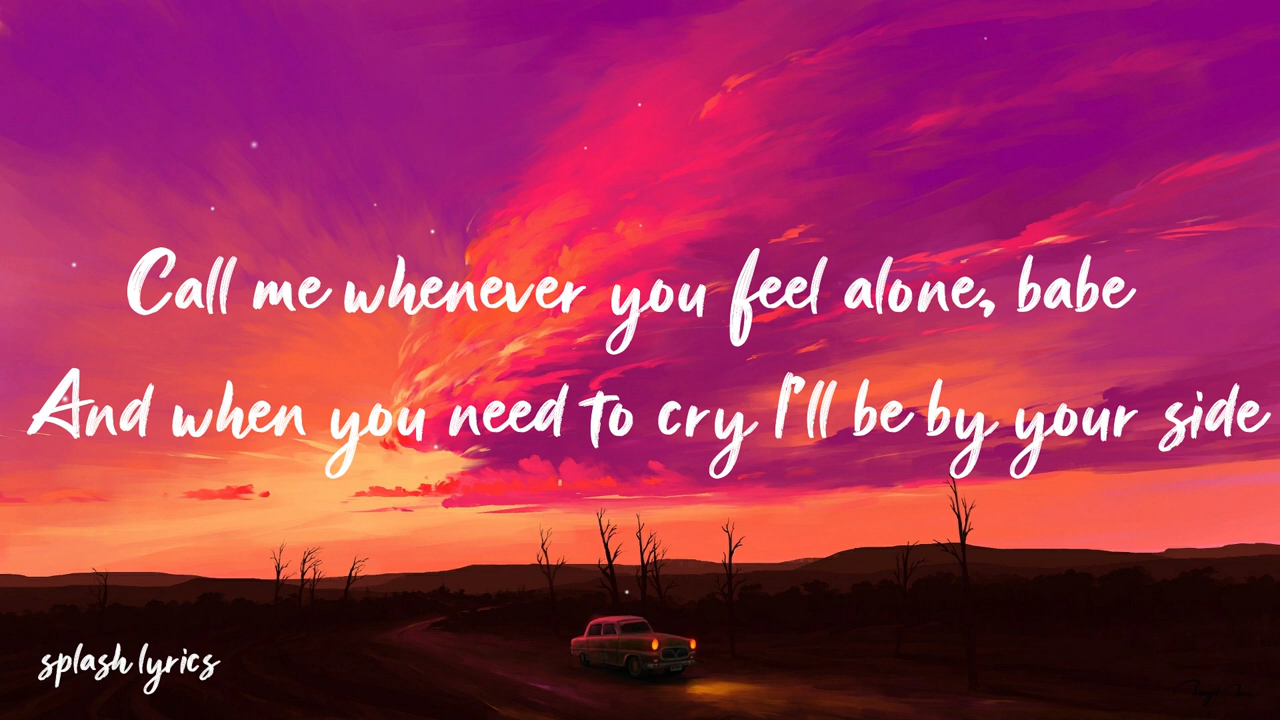 Call me whenever you feel alone, babe
And when you need to cry I'll be by your side
splash lyrics